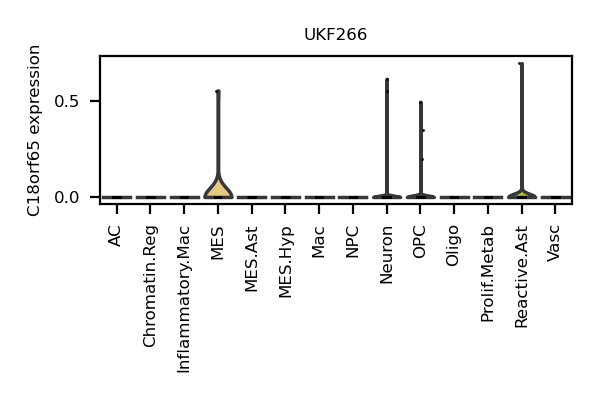 UKF266
C18orf65 expression
0.5
0.0
AC
Chromatin.Reg
Inflammatory.Mac
MES
MES.Ast
MES.Hyp
Mac
NPC
Neuron
OPC
Oligo
Prolif.Metab
Reactive.Ast
Vasc